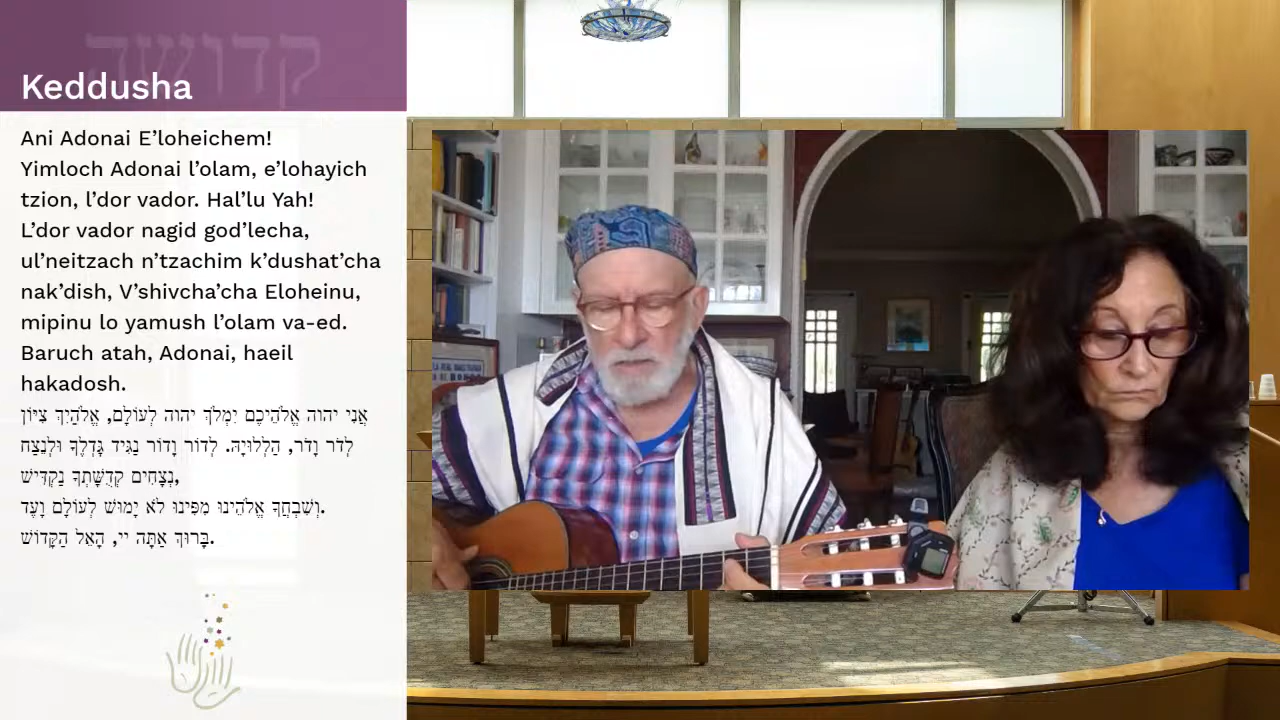 קדושה
Keddusha
Ani Adonai E’loheichem!
Yimloch Adonai l’olam, e’lohayich
tzion, l’dor vador. Hal’lu Yah!
L’dor vador nagid god’lecha,
ul’neitzach n’tzachim k’dushat’cha
nak’dish, V’shivcha’cha Eloheinu,
mipinu lo yamush l’olam va-ed.
Baruch atah, Adonai, haeil
hakadosh.
אֲנִי יהוה אֱלֹהֵיכֶם יִמְלֹךְ יהוה לְעוֹלָם, אֱלֹהַיִךְ צִיּוֹן
לְדֹר וָדֹר, הַלְלוּיָהּ. לְדוֹר וָדוֹר נַגִּיד גָּדְלֶךָ וּלְנֵצַח
נְצָחִים קְדֻשָּׁתְךָ נַקְדִּישׁ,
וְשִׁבְחֲךָ אֱלֹהֵינוּ מִפִּינוּ לֹא יָמוּשׁ לְעוֹלָם וָעֶד.
בָּרוּךְ אַתָּה יי, הָאֵל הַקָּדוֹשׁ.